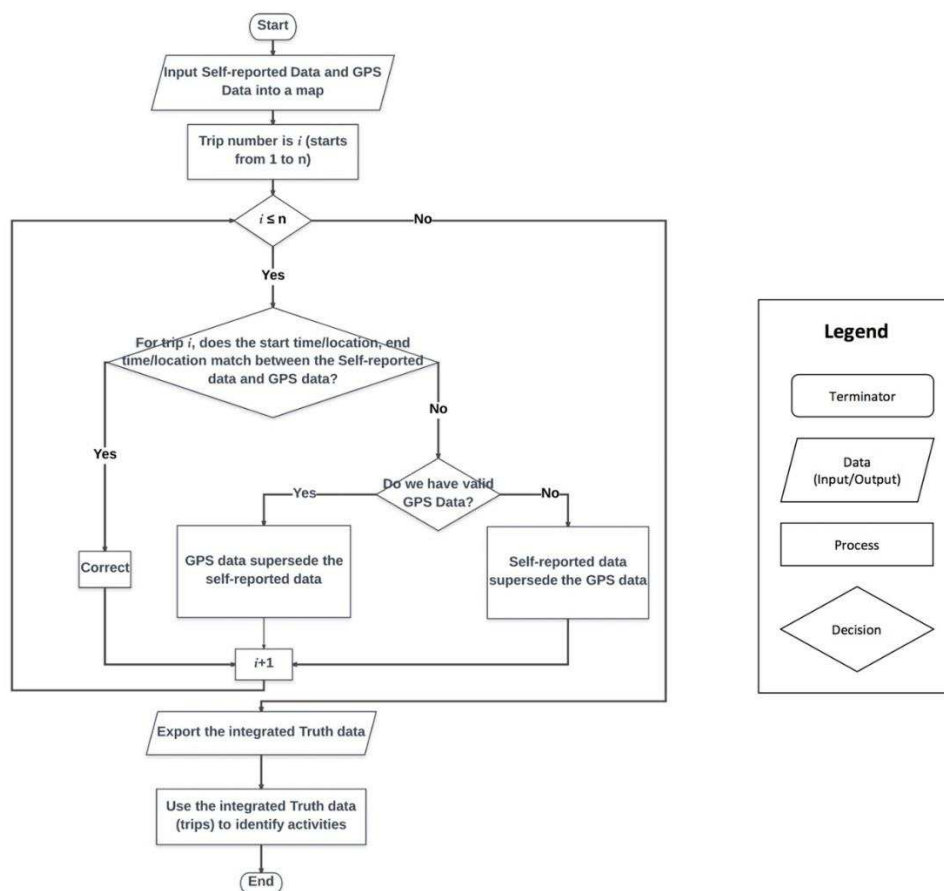 Start
Input Self-reported Data and GPS
Data into a map
Trip number is i (starts
from 1 to n)
i ≤ n
No
Yes
For trip i, does the start time/location, end
time/location match between the Self-reported
data and GPS data?
No
Yes
Do we have valid
GPS Data?
Yes
No
GPS data supersede the
self-reported data
Self-reported data
supersede the GPS data
Correct
i+1
Export the integrated Truth data
Use the integrated Truth data
(trips) to identify activities
End
Legend
Terminator
Data
(Input/Output)
Process
Decision